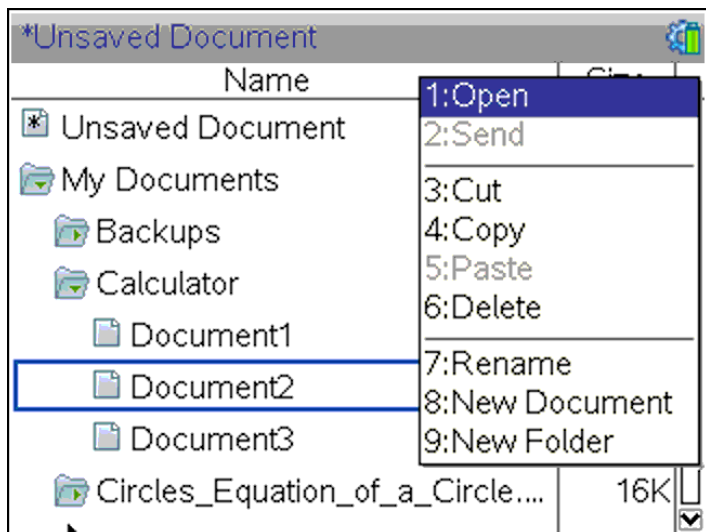 *Unsaved Document
Name
1:Open
Unsaved Document
2:Send
My Documents
3:Cut
Backups
4:Copy
5:Paste
Calculator
6:Delete
Document1
7:Rename
Document2
8:New Document
Document3
9:New Folder
Circles_Equation_of_a_Circle.... 16K